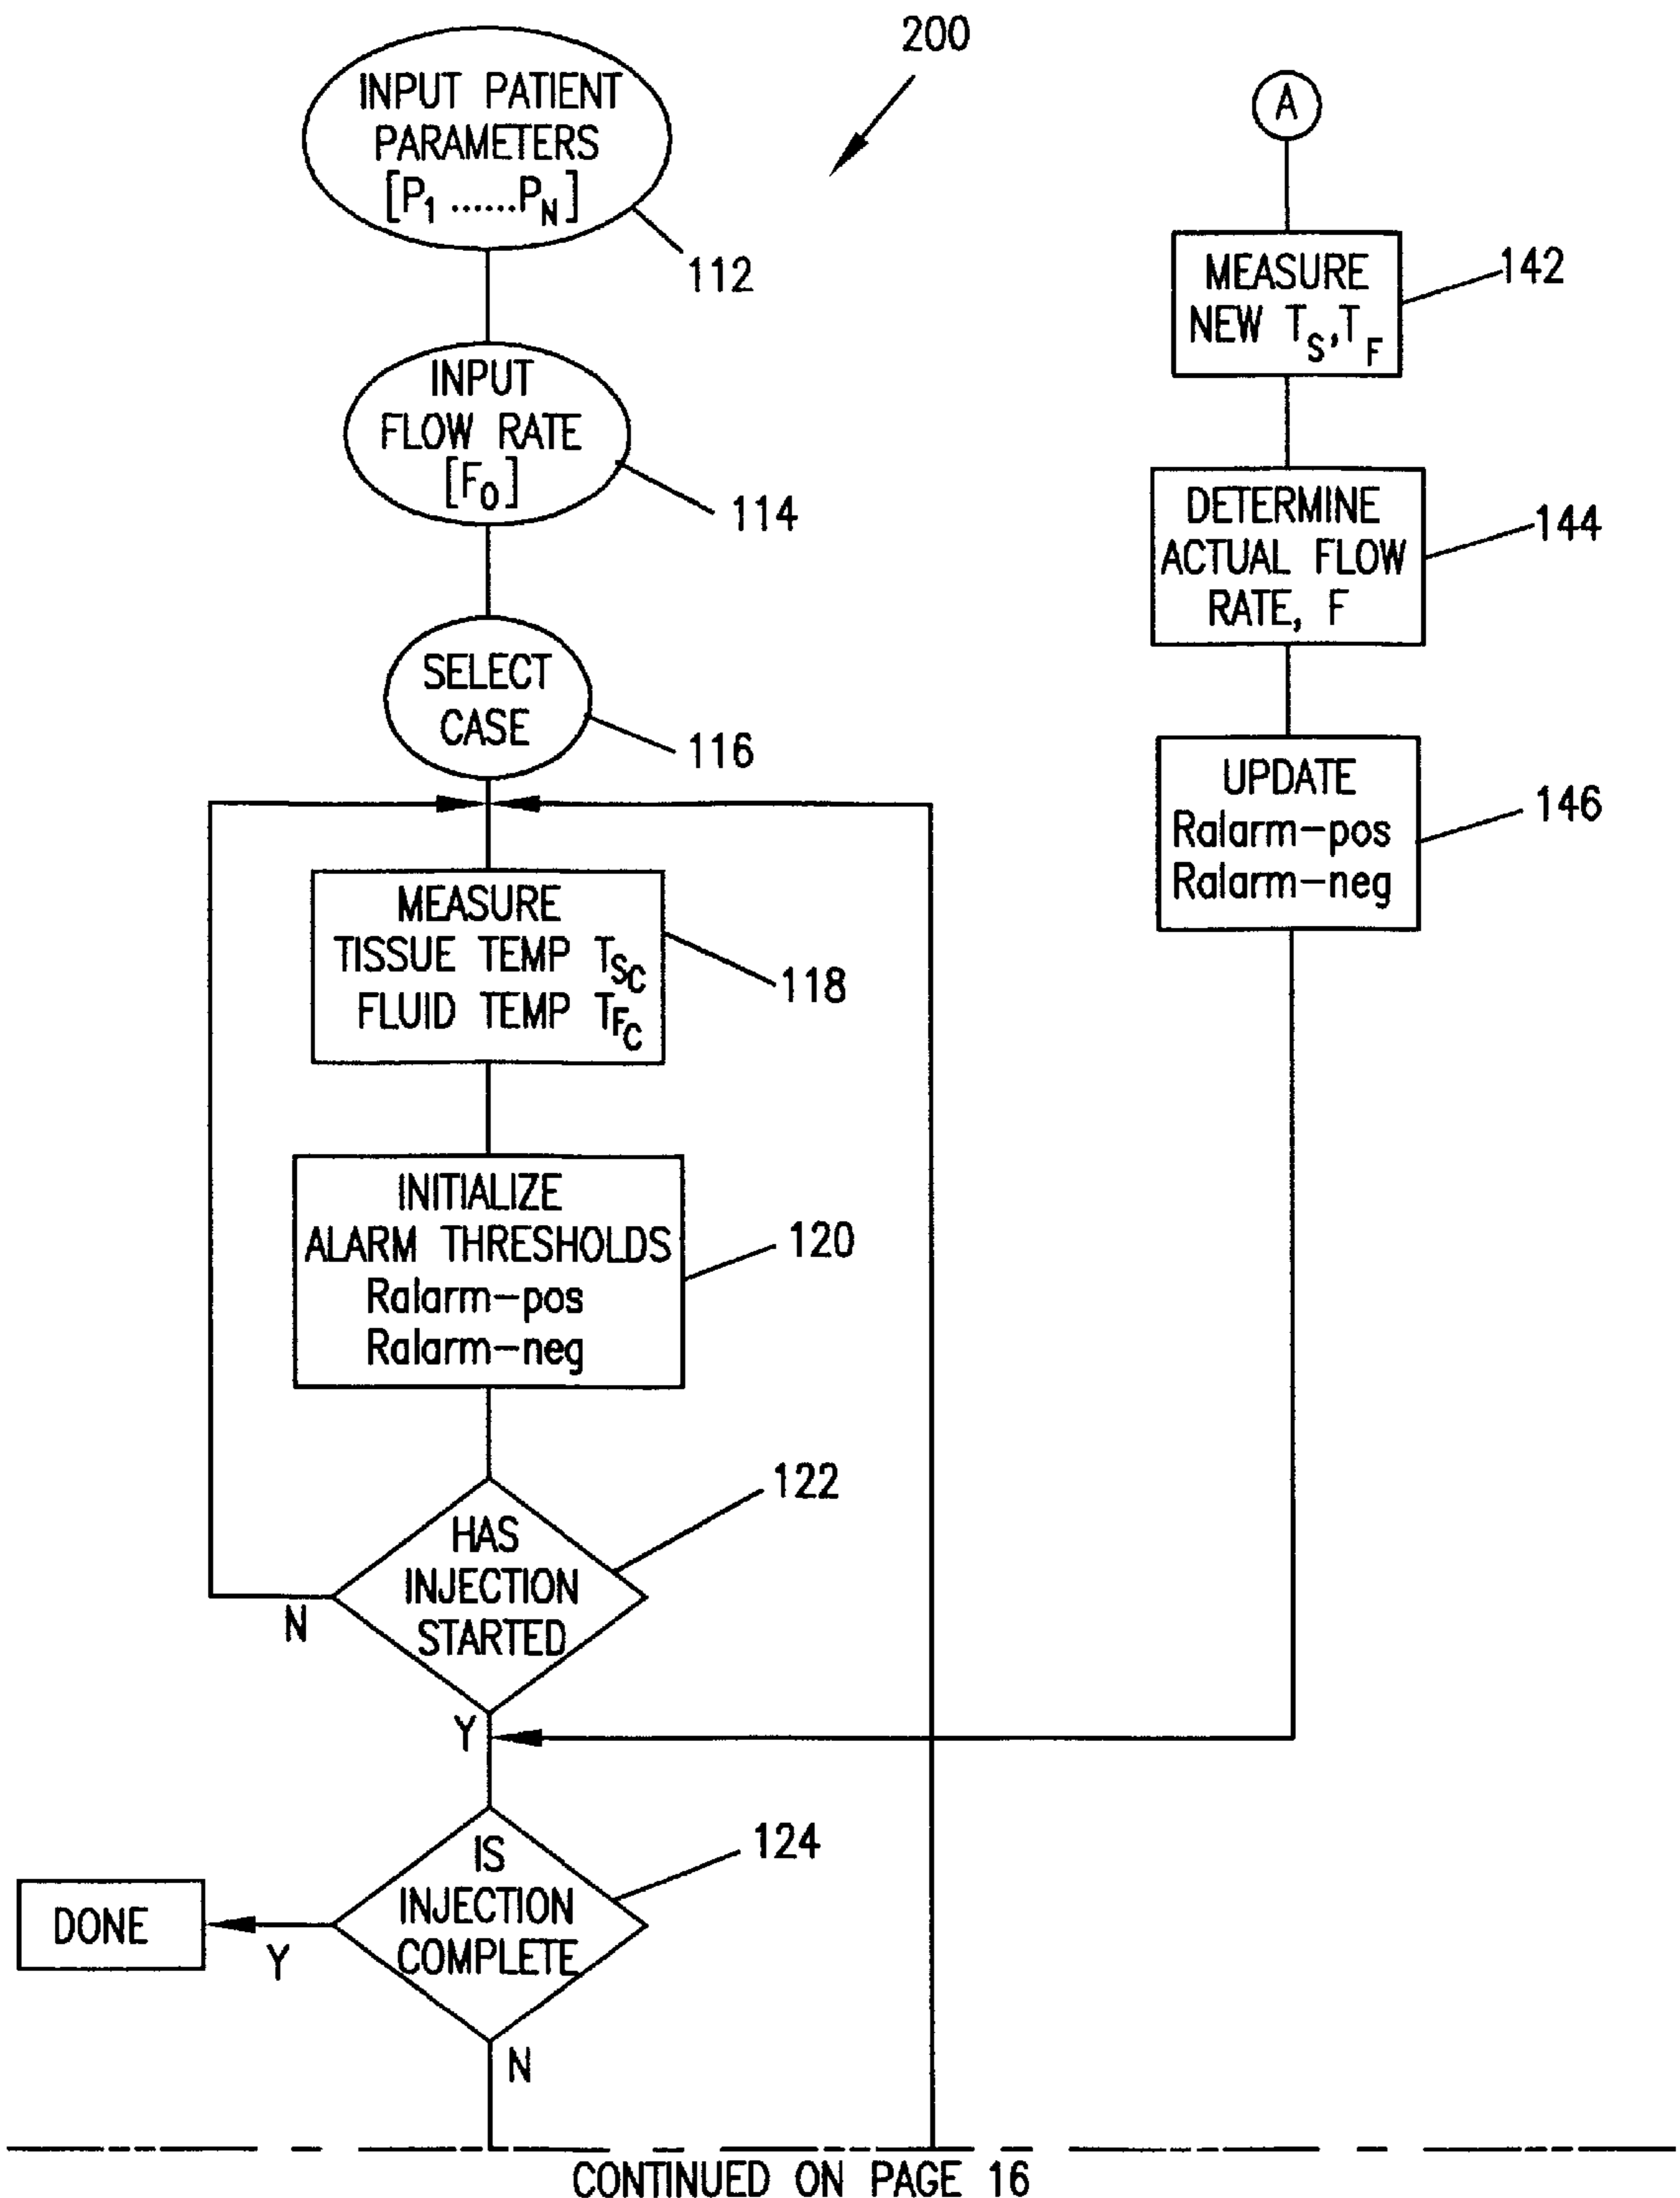 200
INPUT PATIENT
PARAMETERS
[P1 ......PN]
112
INPUT
FLOW RATE
[F0]
114
SELECT
CASE
116
MEASURE
TISSUE TEMP TSC
FLUID TEMP TFC
118
INITIALIZE
ALARM THRESHOLDS
Ralarm-pos
Ralarm-neg
120
HAS
INJECTION
STARTED
122
N
Y
IS
INJECTION
COMPLETE
124
DONE
Y
N
A
MEASURE
NEW TS,TF
142
DETERMINE
ACTUAL FLOW
RATE, F
144
UPDATE
Ralarm-pos
Ralarm-neg
146
CONTINUED ON PAGE 16